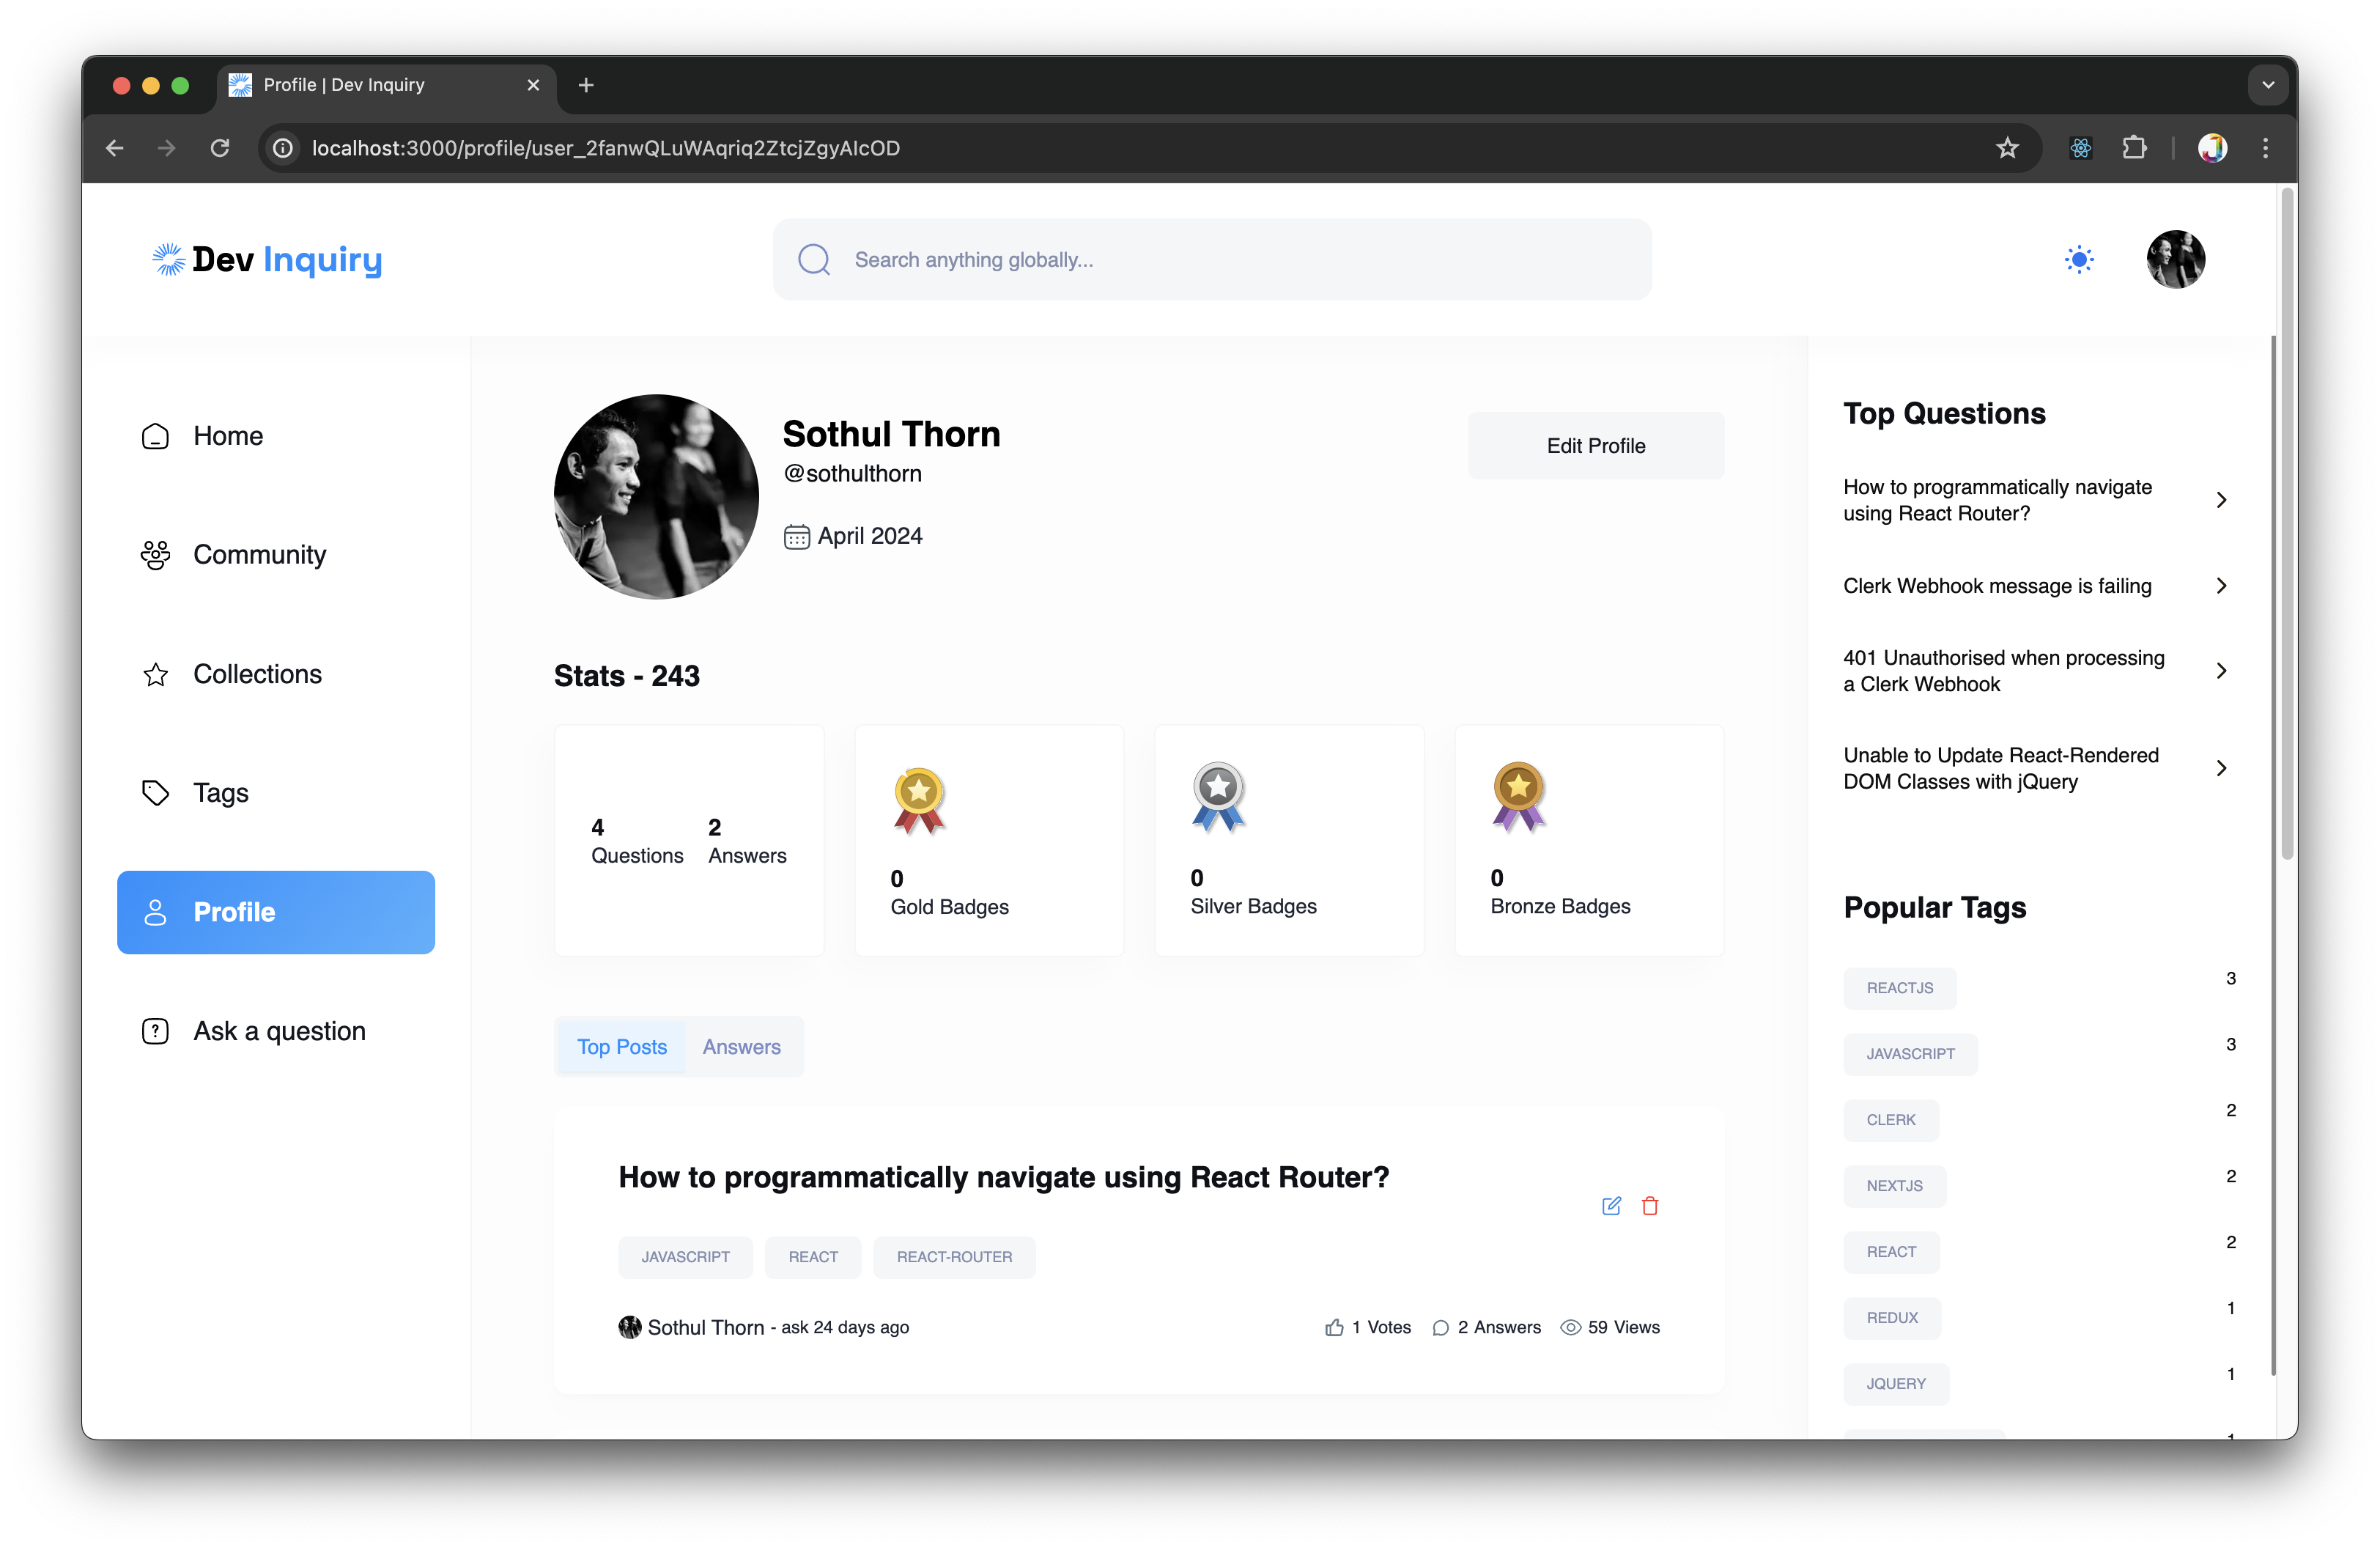 Profile | Dev Inquiry
localhost:3000/profile/user_2fanwQLuWAqriq2ZtcjZgyAIcOD
Dev Inquiry
Search anything globally...
Home
Community
Collections
Tags
Profile
Ask a question
Sothul Thorn
@sothulthorn
April 2024
Edit Profile
Stats - 243
4
Questions
2
Answers
0
Gold Badges
0
Silver Badges
0
Bronze Badges
Top Posts
Answers
How to programmatically navigate using React Router?
JAVASCRIPT
REACT
REACT-ROUTER
Sothul Thorn - ask 24 days ago
1 Votes
2 Answers
59 Views
Top Questions
How to programmatically navigate
using React Router?
Clerk Webhook message is failing
401 Unauthorised when processing
a Clerk Webhook
Unable to Update React-Rendered
DOM Classes with jQuery
Popular Tags
REACTJS 3
JAVASCRIPT 3
CLERK 2
NEXTJS 2
REACT 2
REDUX 1
JQUERY 1